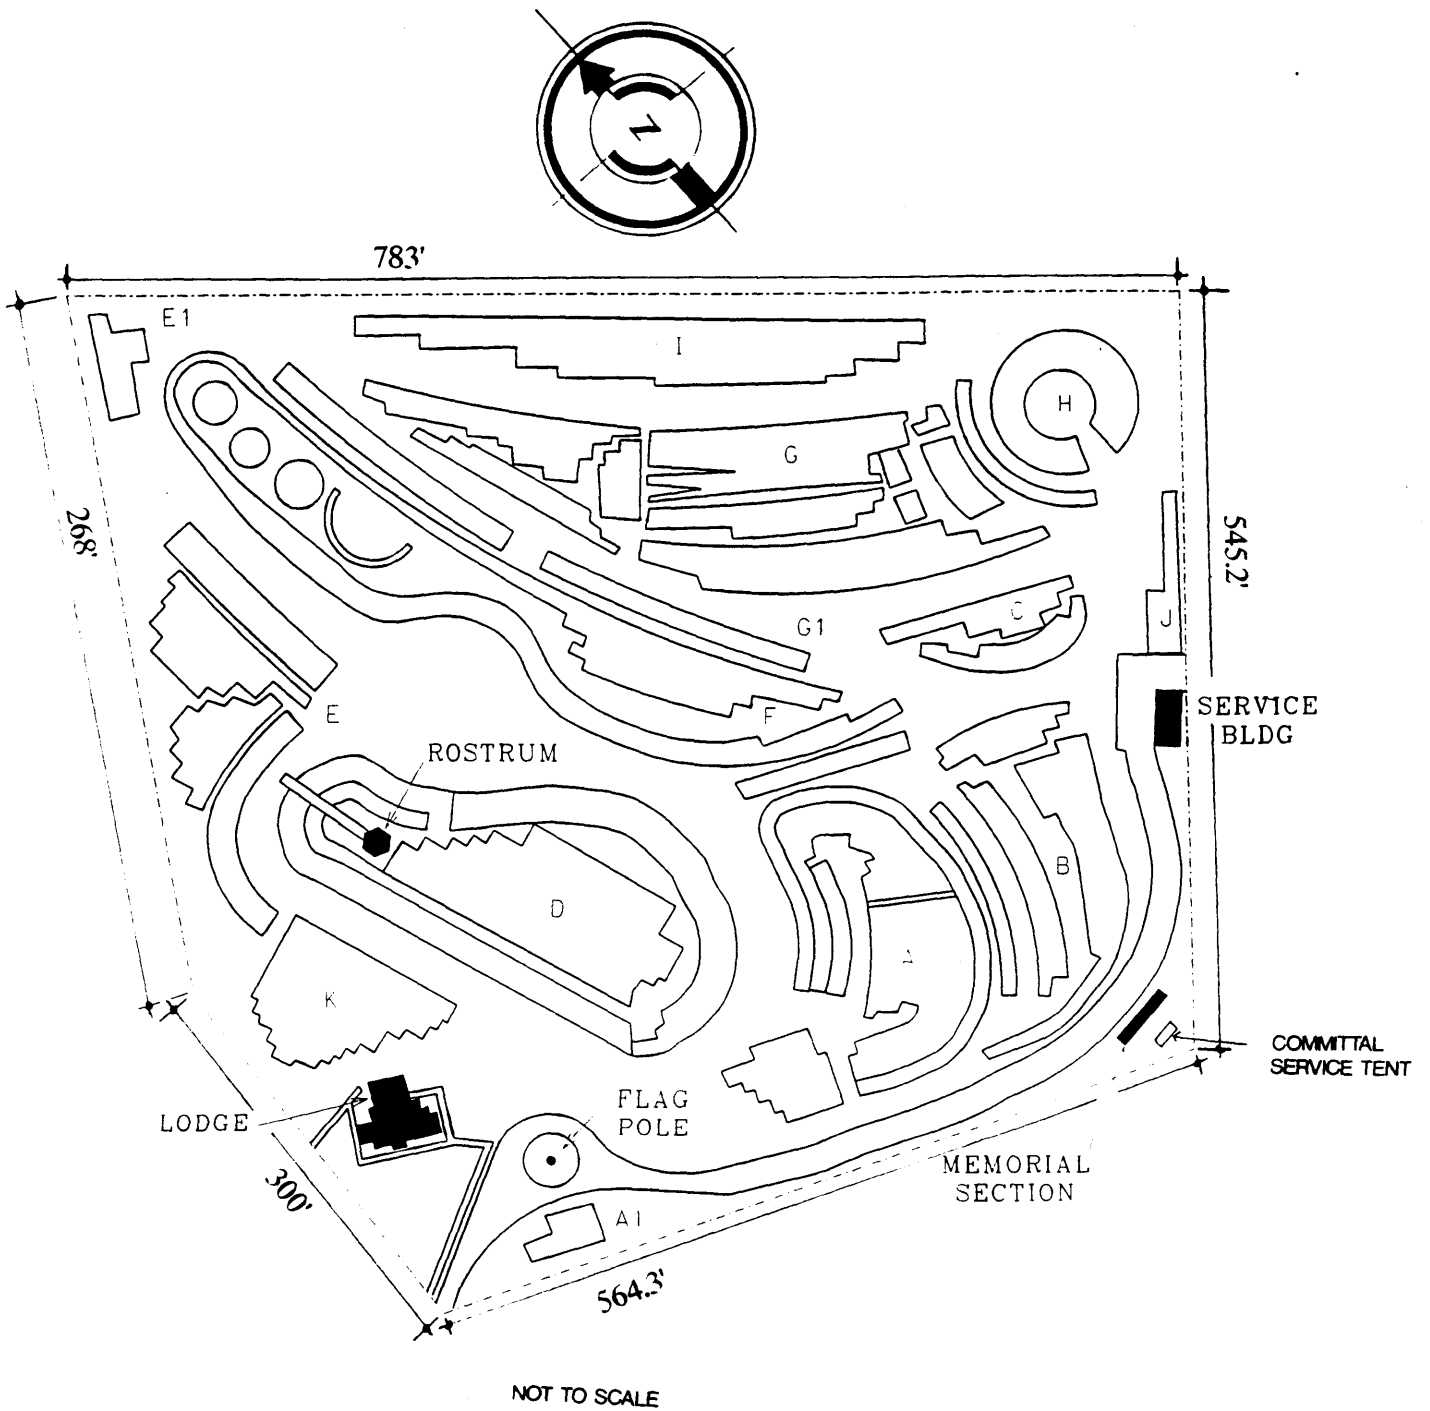 N
783'
E1
I
H
G
268'
545.2'
C
G1
J
E
F
SERVICE
BLDG
ROSTRUM
B
D
A
K
COMMITTAL
SERVICE TENT
FLAG
POLE
LODGE
MEMORIAL
SECTION
300'
A1
564.3'
NOT TO SCALE